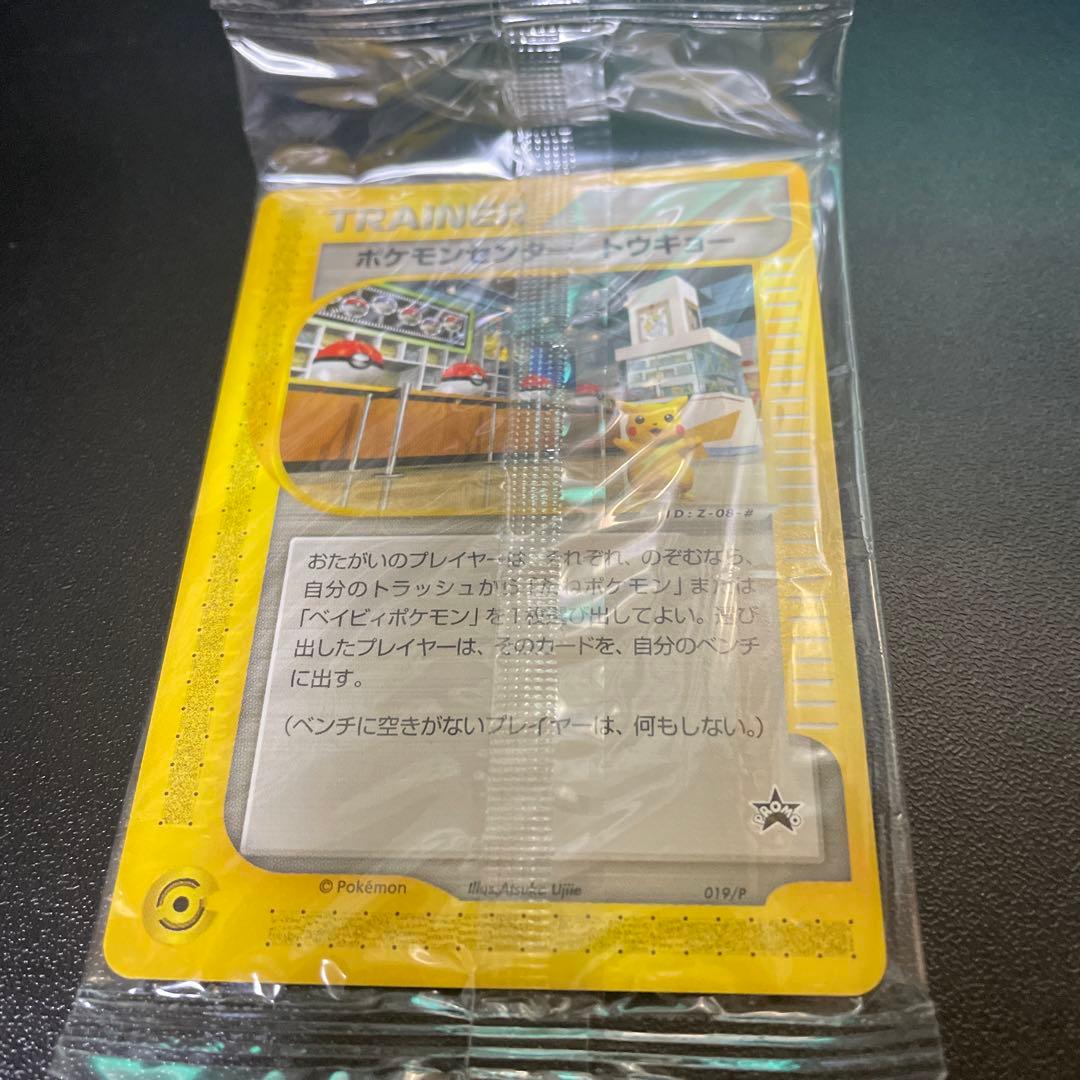 TRAINER
ポケモンセンター トウキョー
ID:Z-08-#
おたがいのプレイヤーは、それぞれ、のぞむなら、
自分のトラッシュから「たねポケモン」または
「ベイビィポケモン」を1枚選び出してよい。選び
出したプレイヤーは、そのカードを、自分のベンチ
に出す。
(ベンチに空きがないプレイヤーは、何もしない。)
PROMO
© Pokémon Illus. Atsuko Ujiie 019/P